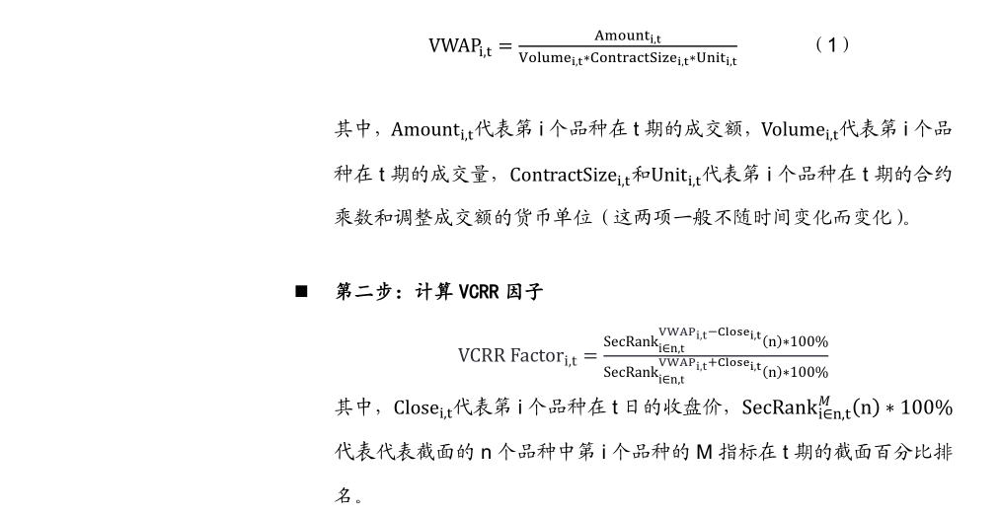 VWAP_{i,t} = \frac{Amount_{i,t}}{Volume_{i,t}*ContractSize_{i,t}*Unit_{i,t}} （1）
其中，Amount_{i,t}代表第 i 个品种在 t 期的成交额，Volume_{i,t}代表第 i 个品
种在 t 期的成交量，ContractSize_{i,t}和Unit_{i,t}代表第 i 个品种在 t 期的合约
乘数和调整成交额的货币单位（这两项一般不随时间变化而变化）。
■ 第二步：计算 VCRR 因子
VCRR Factor_{i,t} = \frac{SecRank_{i∈n,t}^{VWAP_{i,t}−Close_{i,t}}(n)*100%}{SecRank_{i∈n,t}^{VWAP_{i,t}+Close_{i,t}}(n)*100%}
其中，Close_{i,t}代表第 i 个品种在 t 日的收盘价，SecRank_{i∈n,t}^{M}(n) * 100%
代表代表截面的 n 个品种中第 i 个品种的 M 指标在 t 期的截面百分比排
名。